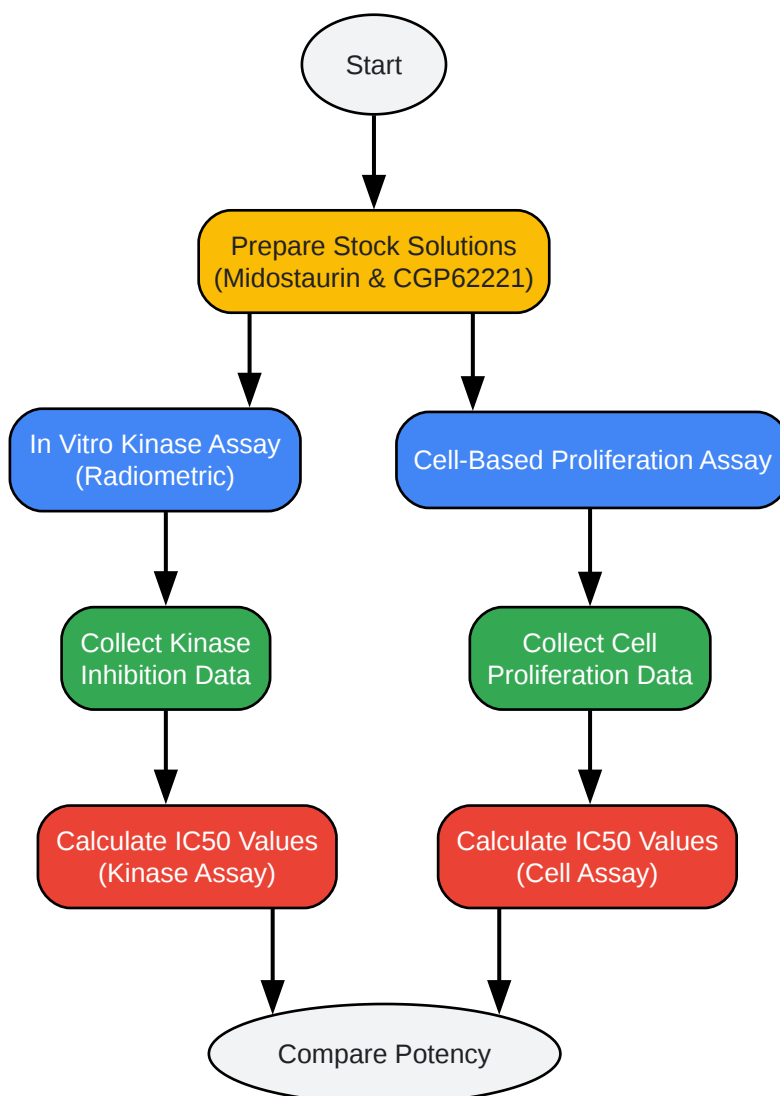 Start
Prepare Stock Solutions
(Midostaurin & CGP62221)
In Vitro Kinase Assay
(Radiometric)
Cell-Based Proliferation Assay
Collect Kinase
Inhibition Data
Collect Cell
Proliferation Data
Calculate IC50 Values
(Kinase Assay)
Calculate IC50 Values
(Cell Assay)
Compare Potency